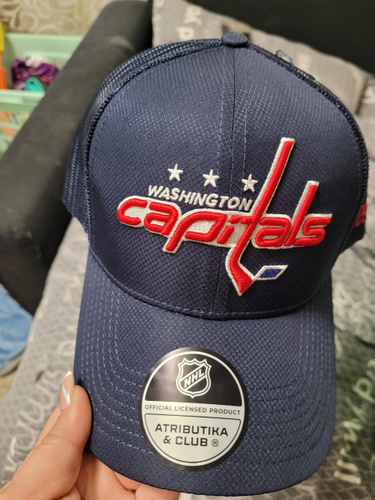 WASHINGTON
capitals
NHL
OFFICIAL LICENSED PRODUCT
ATRIBUTIKA
& CLUB ®